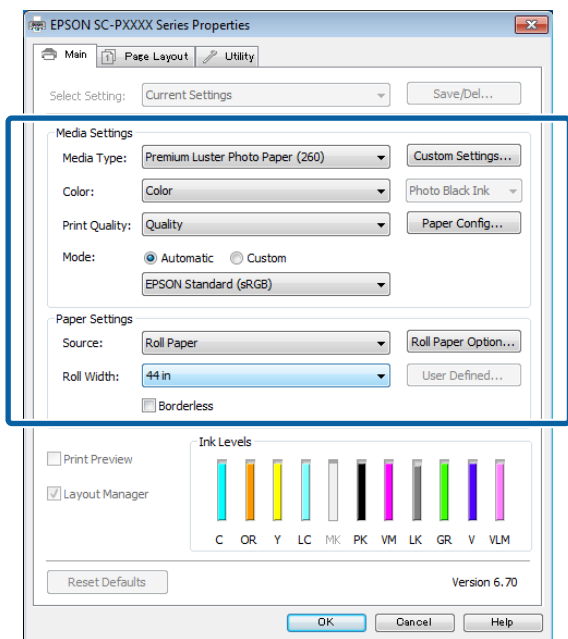 EPSON SC-PXXXX Series Properties
Main Page Layout Utility
Select Setting: Current Settings Save/Del...
Media Settings
Media Type: Premium Luster Photo Paper (260) Custom Settings...
Color: Color Photo Black Ink
Print Quality: Quality Paper Config...
Mode: Automatic Custom
EPSON Standard (sRGB)
Paper Settings
Source: Roll Paper Roll Paper Option...
Roll Width: 44 in User Defined...
Borderless
Ink Levels
Print Preview
Layout Manager
C OR Y LC MK PK VM LK GR V VLM
Reset Defaults Version 6.70
OK Cancel Help